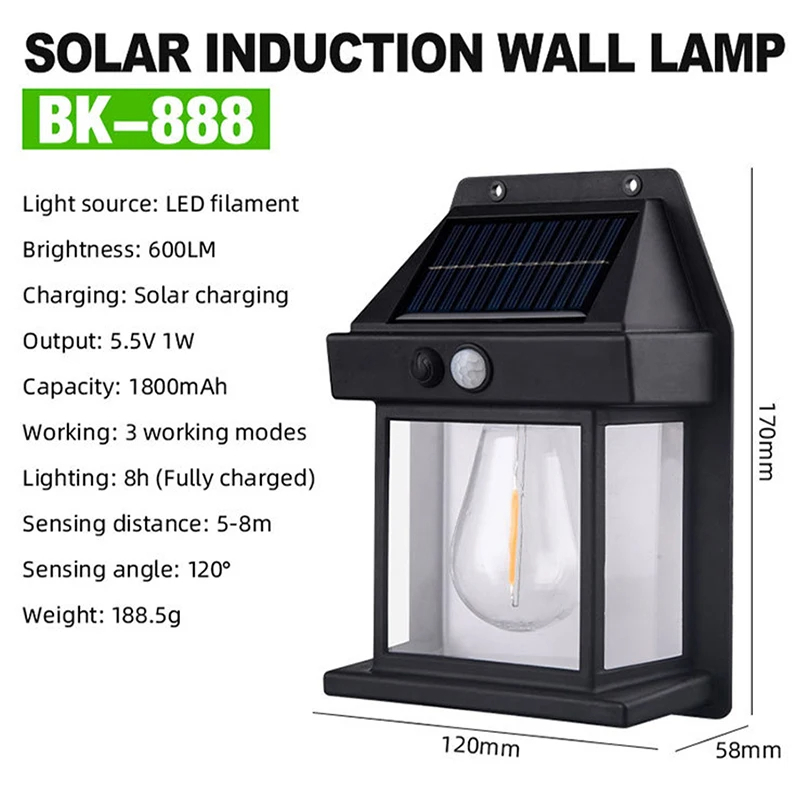 SOLAR INDUCTION WALL LAMP
BK-888
Light source: LED filament
Brightness: 600LM
Charging: Solar charging
Output: 5.5V 1W
Capacity: 1800mAh
Working: 3 working modes
Lighting: 8h (Fully charged)
Sensing distance: 5-8m
Sensing angle: 120°
Weight: 188.5g
170mm
120mm
58mm